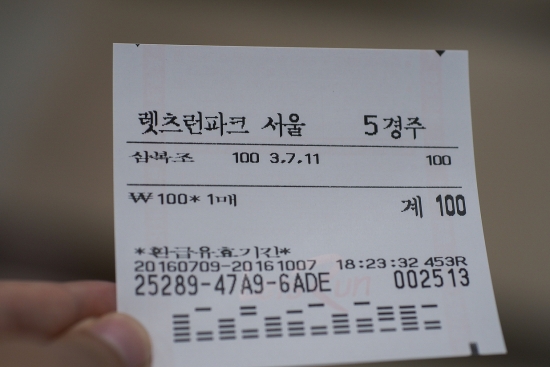 렛츠런파크 서울 5경주
삼복조 100 3,7,11 100
₩100* 1매 계 100
*환급유효기간*
20160709-20161007 18:23:32 453R
25289-47A9-6ADE 002513